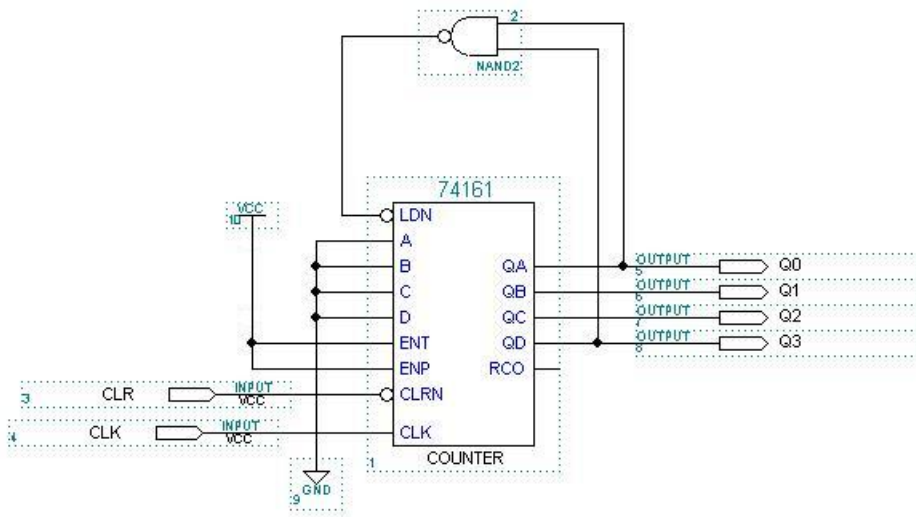 2
NAND2
74161
VCC
10
LDN
A
B
C
D
ENT
ENP
CLRN
CLK
QA
QB
QC
QD
RCO
OUTPUT
5
Q0
OUTPUT
6
Q1
OUTPUT
7
Q2
OUTPUT
8
Q3
3
CLR
INPUT
VCC
4
CLK
INPUT
VCC
1
COUNTER
9
GND